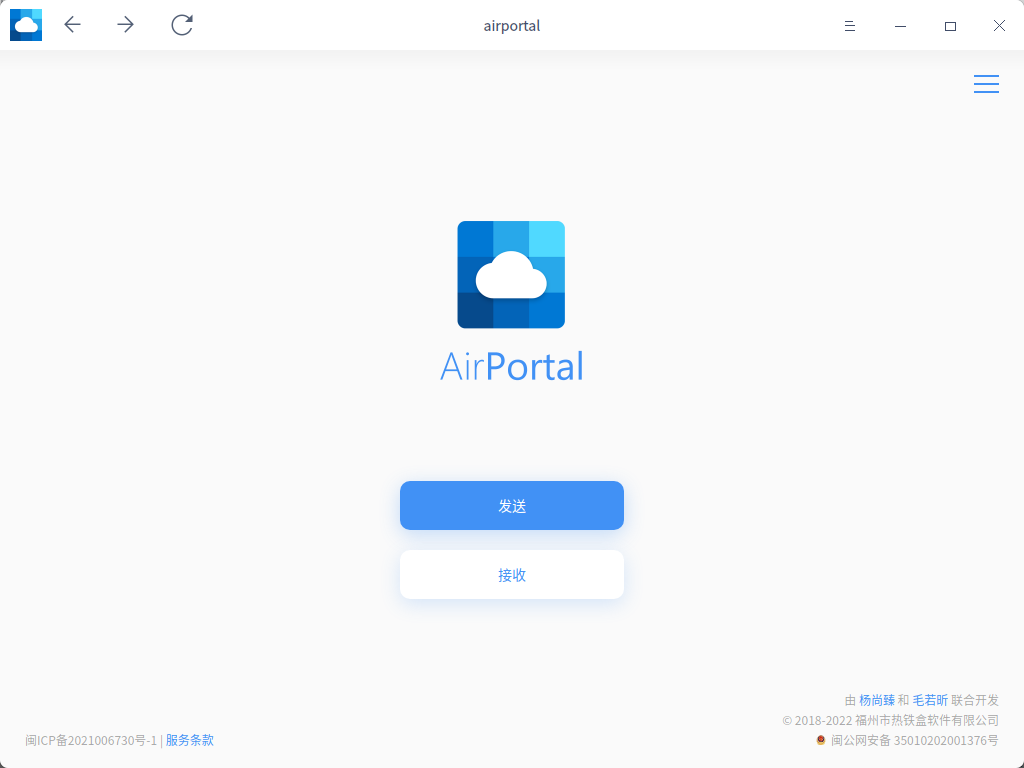 airportal
AirPortal
发送
接收
由 杨尚臻 和 毛若昕 联合开发
© 2018-2022 福州市热铁盒软件有限公司
闽ICP备2021006730号-1 | 服务条款
闽公网安备 35010202001376号